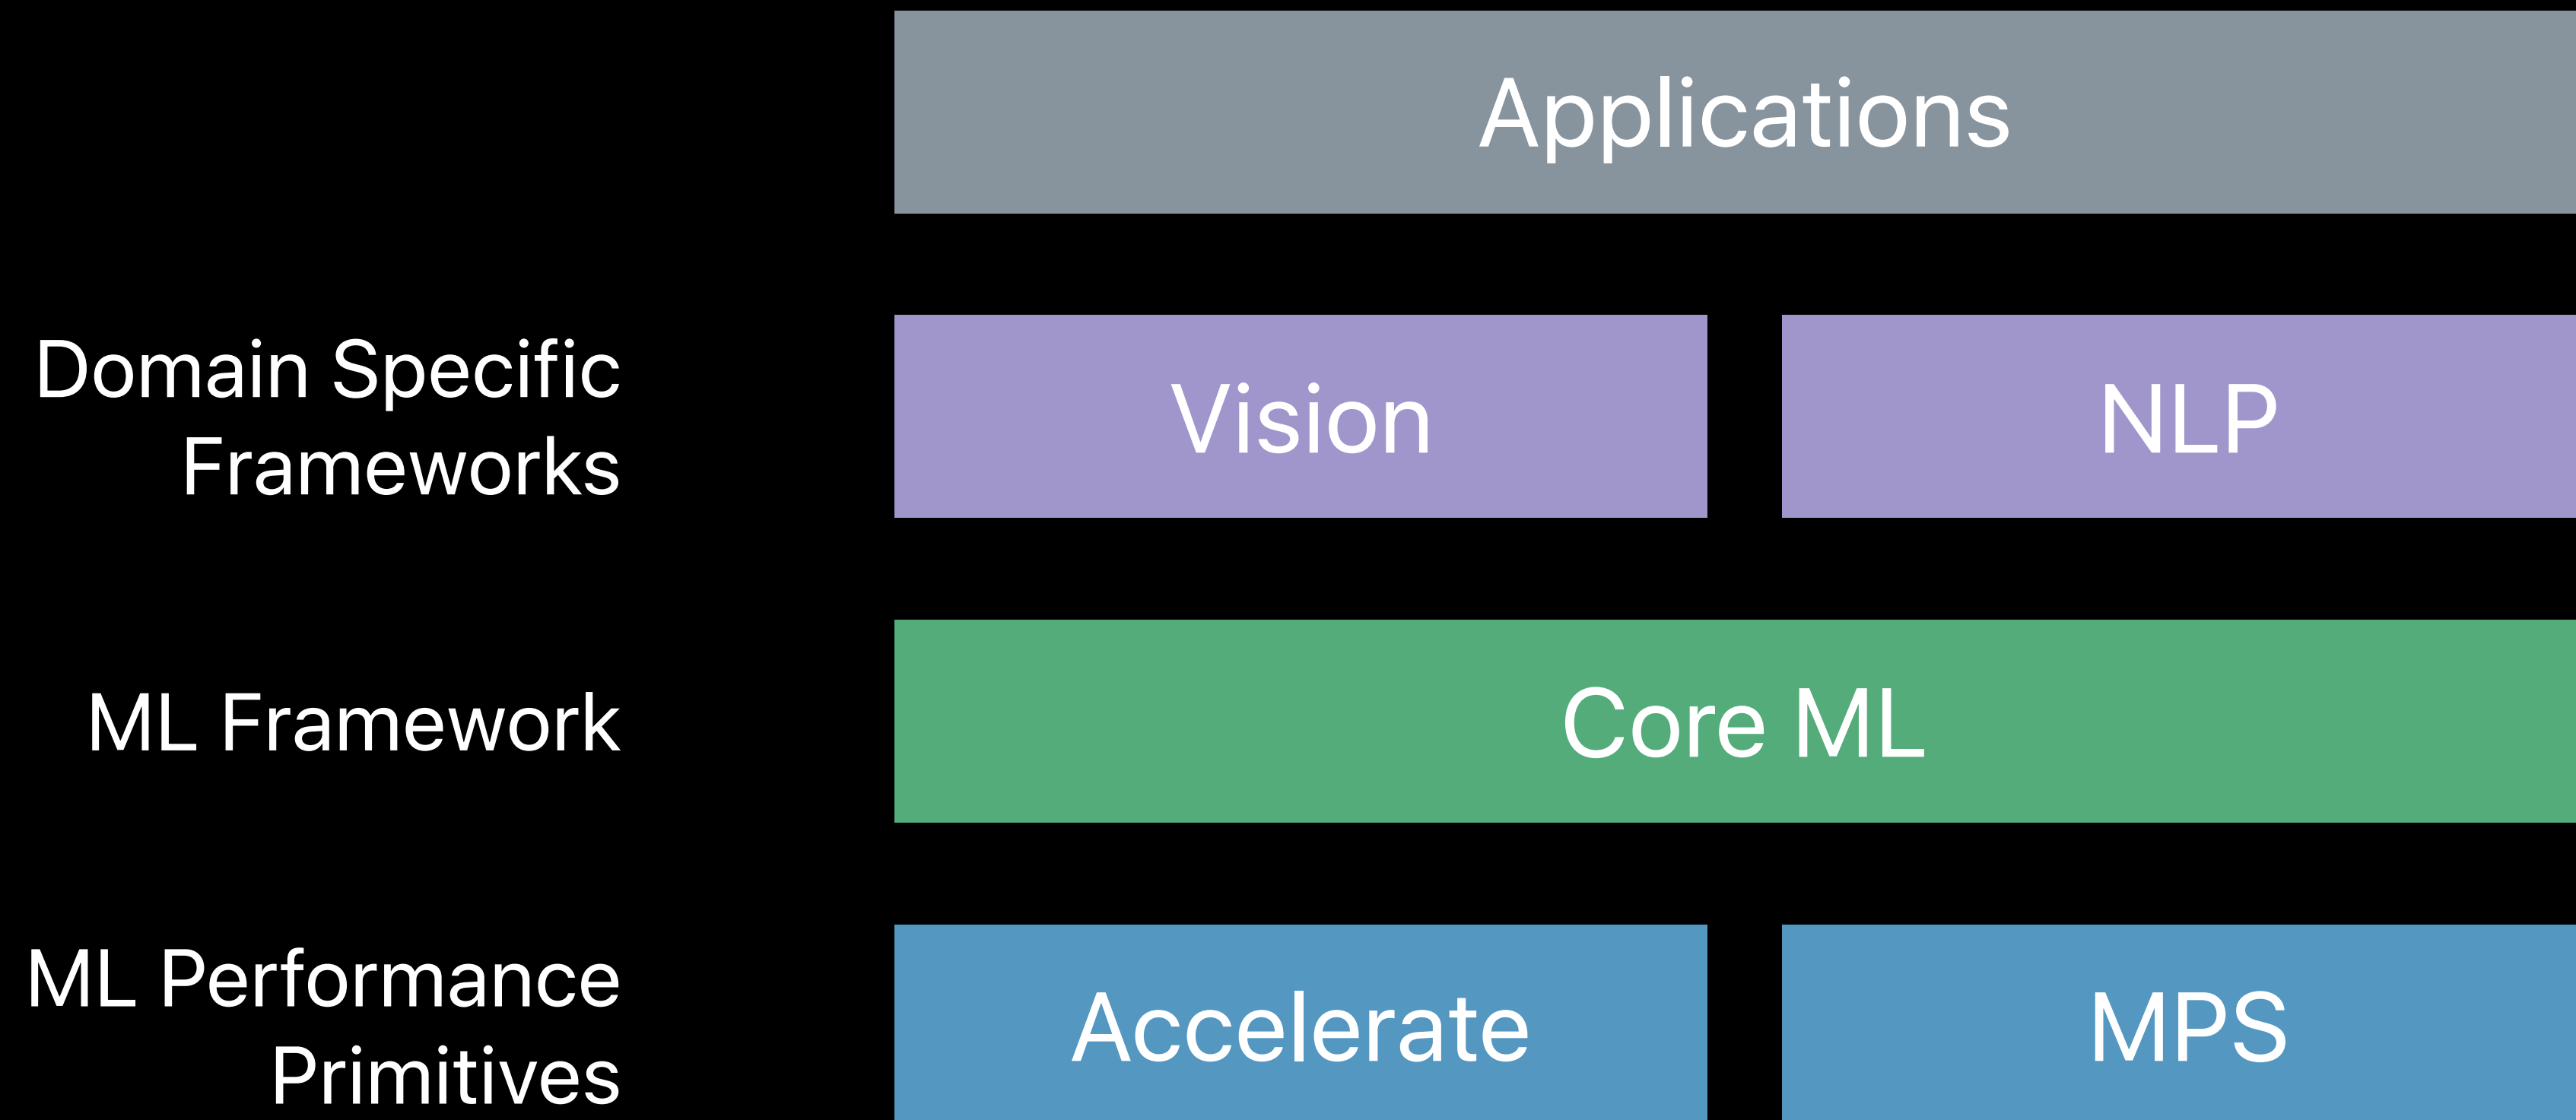 Applications
Domain Specific
Frameworks
Vision
NLP
ML Framework
Core ML
ML Performance
Primitives
Accelerate
MPS